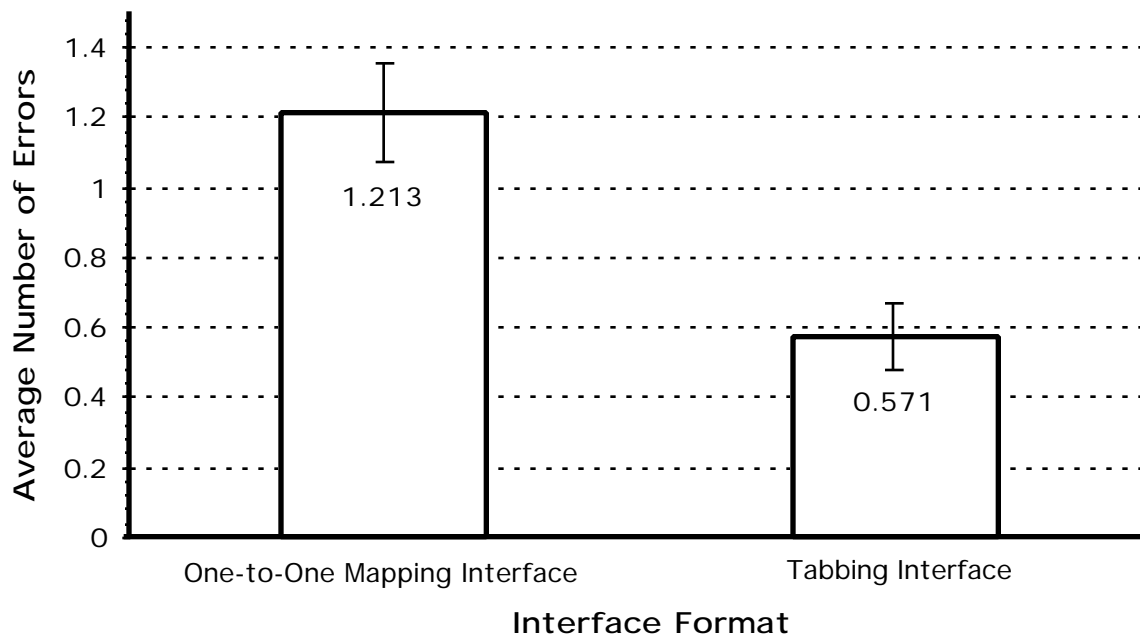 Average Number of Errors
1.4
1.2
1
0.8
0.6
0.4
0.2
0
1.213
0.571
One-to-One Mapping Interface
Tabbing Interface
Interface Format